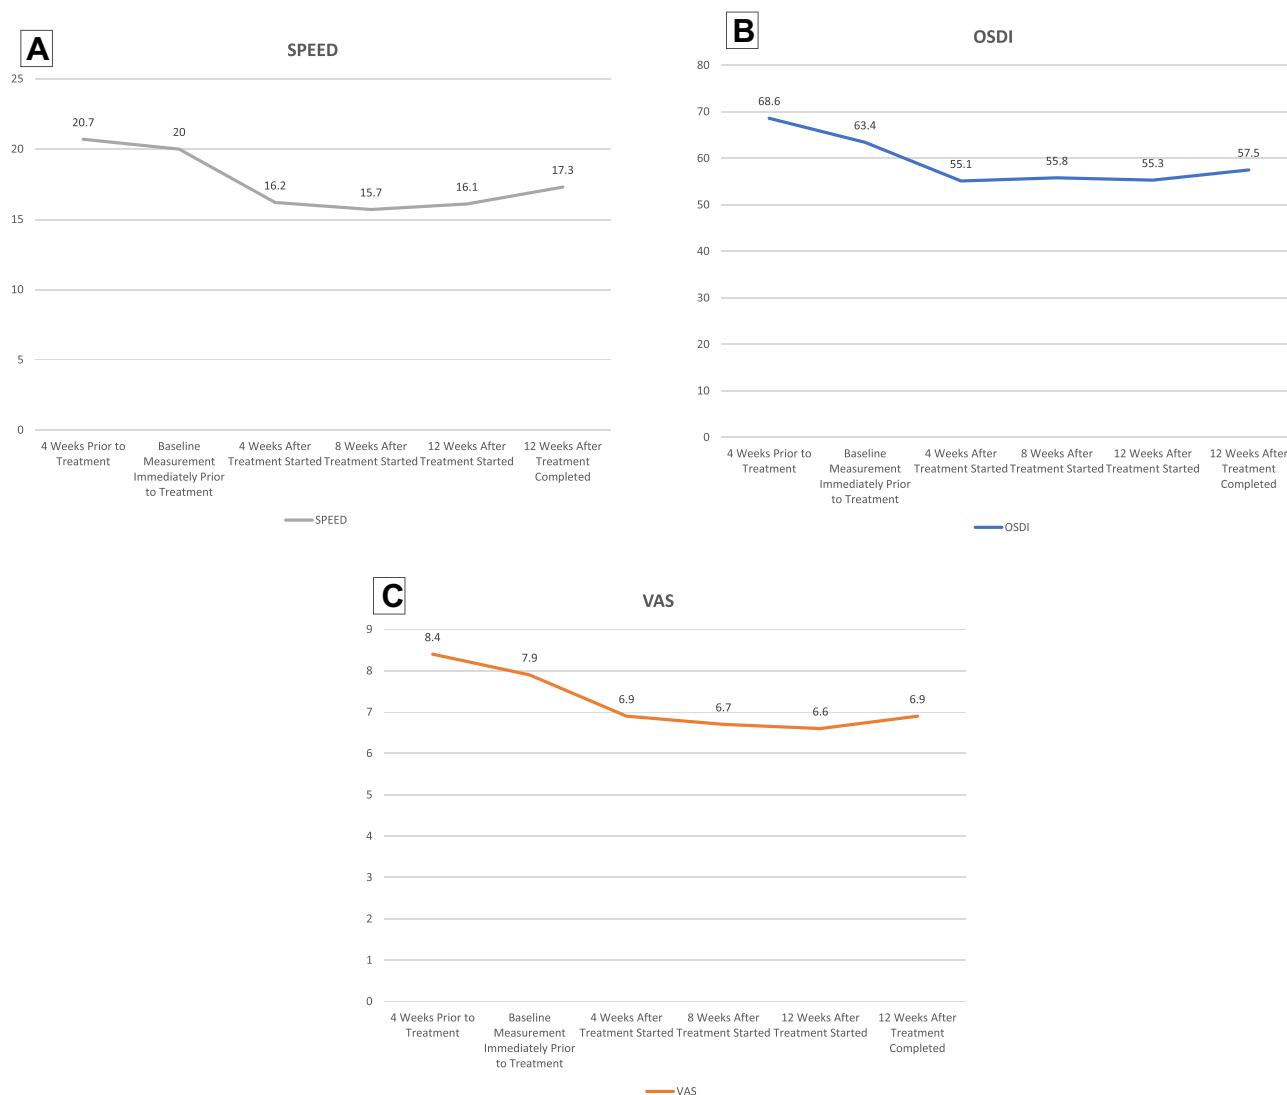 A
SPEED
25
20
15
10
5
0
20.7
20
16.2
15.7
16.1
17.3
4 Weeks Prior to
Treatment
Baseline
Measurement
Immediately Prior
to Treatment
4 Weeks After
Treatment Started
8 Weeks After
Treatment Started
12 Weeks After
Treatment Started
12 Weeks After
Treatment
Completed
SPEED
B
OSDI
80
70
60
50
40
30
20
10
0
68.6
63.4
55.1
55.8
55.3
57.5
4 Weeks Prior to
Treatment
Baseline
Measurement
Immediately Prior
to Treatment
4 Weeks After
Treatment Started
8 Weeks After
Treatment Started
12 Weeks After
Treatment Started
12 Weeks After
Treatment
Completed
OSDI
C
VAS
9
8
7
6
5
4
3
2
1
0
8.4
7.9
6.9
6.7
6.6
6.9
4 Weeks Prior to
Treatment
Baseline
Measurement
Immediately Prior
to Treatment
4 Weeks After
Treatment Started
8 Weeks After
Treatment Started
12 Weeks After
Treatment Started
12 Weeks After
Treatment
Completed
VAS